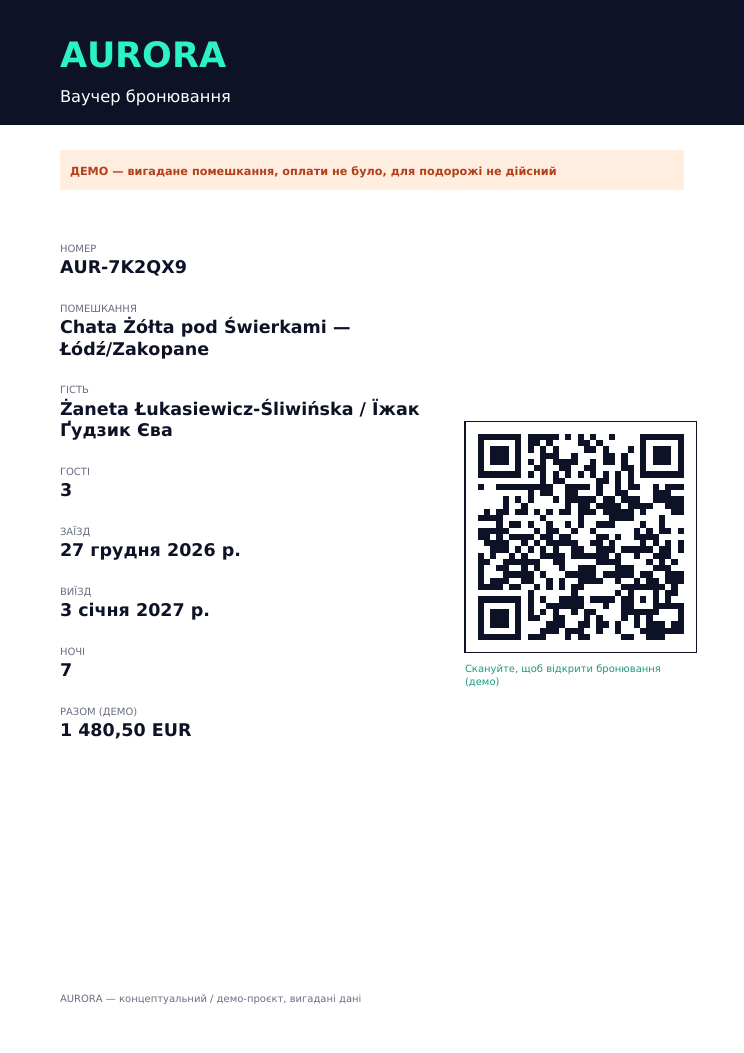 AURORA
Ваучер бронювання
ДЕМО — вигадане помешкання, оплати не було, для подорожі не дійсний
НОМЕР
AUR-7K2QX9
ПОМЕШКАННЯ
Chata Żółta pod Świerkami —
Łódź/Zakopane
ГІСТЬ
Żaneta Łukasiewicz-Śliwińska / Їжак
Ґудзик Єва
ГОСТІ
3
ЗАЇЗД
27 грудня 2026 р.
ВИЇЗД
3 січня 2027 р.
НОЧІ
7
РАЗОМ (ДЕМО)
1 480,50 EUR
Скануйте, щоб відкрити бронювання
(демо)
AURORA — концептуальний / демо-проєкт, вигадані дані